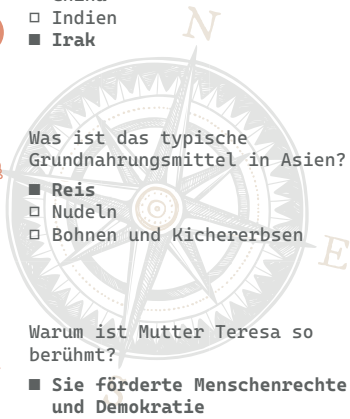 □ Indien
■ Irak
N
Was ist das typische
Grundnahrungsmittel in Asien?
■ Reis
□ Nudeln
□ Bohnen und Kichererbsen
E
Warum ist Mutter Teresa so
berühmt?
■ Sie förderte Menschenrechte
und Demokratie